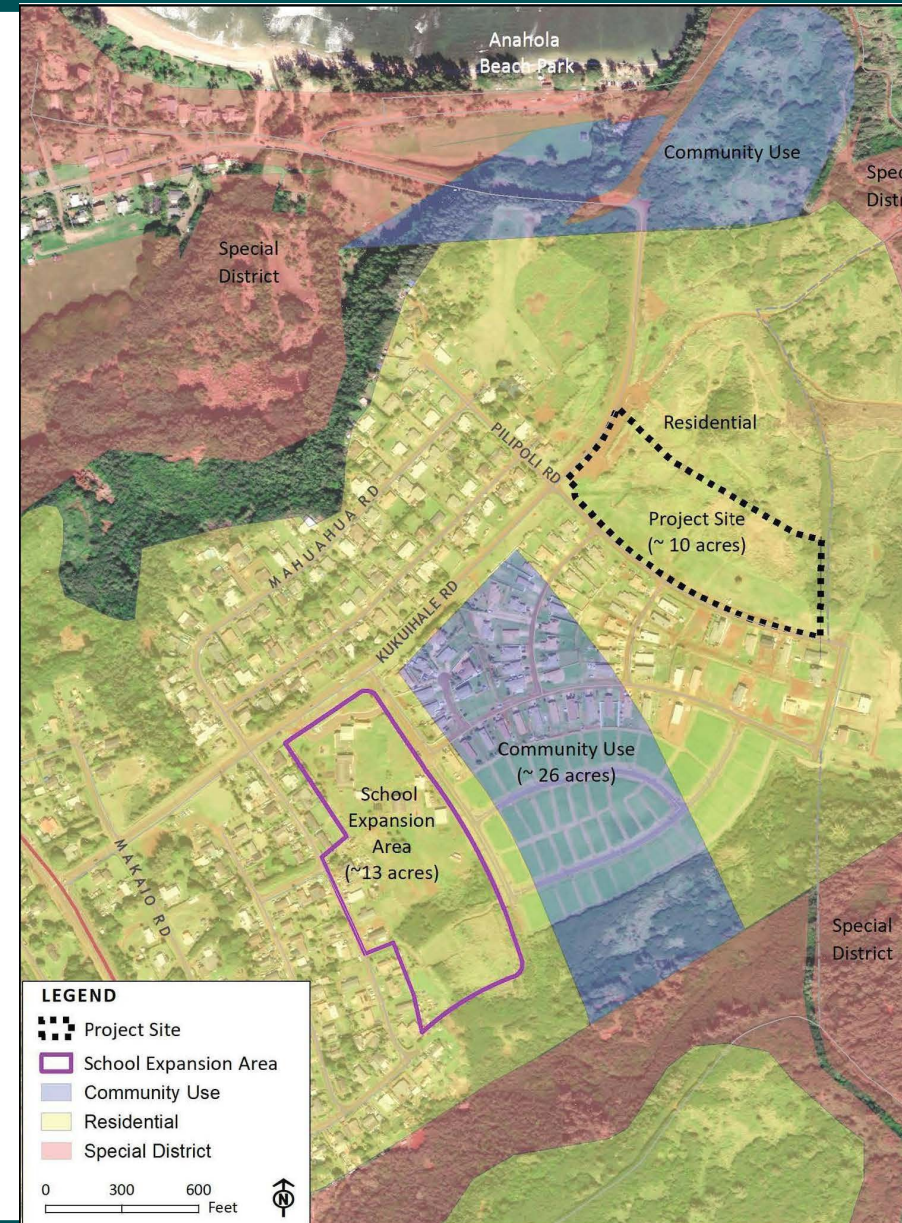 Anahola
Beach Park
Community Use
Special
District
Residential
PILIPOLI RD
Project Site
(~ 10 acres)
MAHUAHUA RD
KUKUIHALE RD
Community Use
(~ 26 acres)
School
Expansion
Area
(~13 acres)
MAKAIO RD
Special
District
LEGEND
Project Site
School Expansion Area
Community Use
Residential
Special District
0 300 600
Feet
N